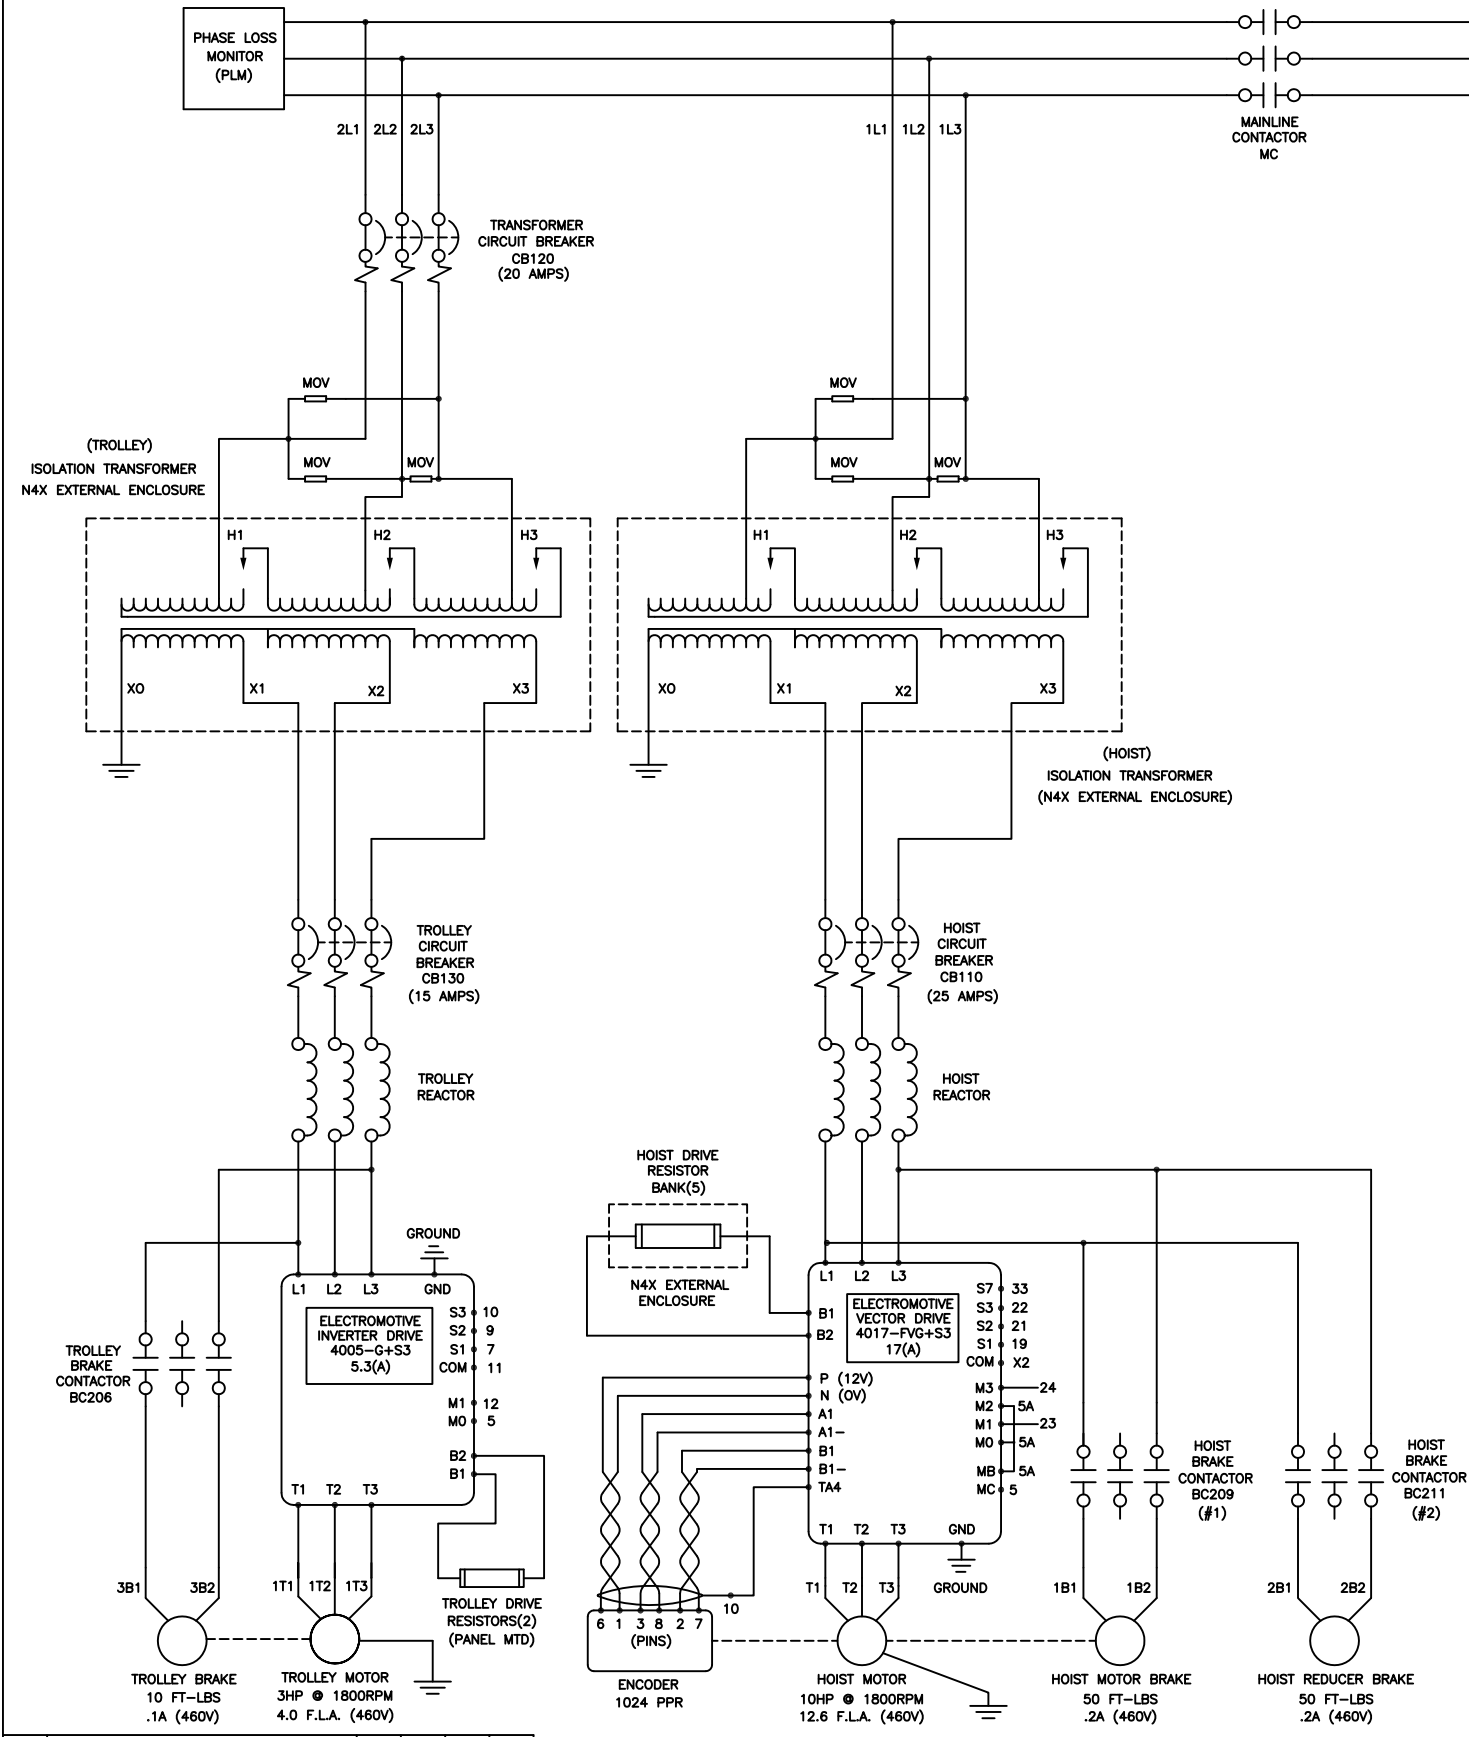 PHASE LOSS
MONITOR
(PLM)
MAINLINE
CONTACTOR
MC
2L1 2L2 2L3
1L1 1L2 1L3
TRANSFORMER
CIRCUIT BREAKER
CB120
(20 AMPS)
MOV
MOV
MOV MOV
MOV MOV
(TROLLEY)
ISOLATION TRANSFORMER
N4X EXTERNAL ENCLOSURE
H1 H2 H3
H1 H2 H3
X0 X1 X2 X3
X0 X1 X2 X3
(HOIST)
ISOLATION TRANSFORMER
(N4X EXTERNAL ENCLOSURE)
TROLLEY
CIRCUIT
BREAKER
CB130
(15 AMPS)
HOIST
CIRCUIT
BREAKER
CB110
(25 AMPS)
TROLLEY
REACTOR
HOIST
REACTOR
HOIST DRIVE
RESISTOR
BANK(5)
N4X EXTERNAL
ENCLOSURE
GROUND
L1 L2 L3 GND
ELECTROMOTIVE
INVERTER DRIVE
4005-G+S3
5.3(A)
S3 10
S2 9
S1 7
COM 11
M1 12
M0 5
B2
B1
T1 T2 T3
TROLLEY
BRAKE
CONTACTOR
BC206
L1 L2 L3
ELECTROMOTIVE
VECTOR DRIVE
4017-FVG+S3
17(A)
B1
B2
P (12V)
N (0V)
A1
A1-
B1
B1-
TA4
S7 33
S3 22
S2 21
S1 19
COM X2
M3 24
M2 5A
M1 23
M0 5A
MB 5A
MC 5
T1 T2 T3 GND
GROUND
HOIST
BRAKE
CONTACTOR
BC209
(#1)
HOIST
BRAKE
CONTACTOR
BC211
(#2)
3B1 3B2
1T1 1T2 1T3
TROLLEY DRIVE
RESISTORS(2)
(PANEL MTD)
10
6 1 3 8 2 7
(PINS)
T1 T2 T3
1B1 1B2
2B1 2B2
TROLLEY BRAKE
10 FT-LBS
.1A (460V)
TROLLEY MOTOR
3HP @ 1800RPM
4.0 F.L.A. (460V)
ENCODER
1024 PPR
HOIST MOTOR
10HP @ 1800RPM
12.6 F.L.A. (460V)
HOIST MOTOR BRAKE
50 FT-LBS
.2A (460V)
HOIST REDUCER BRAKE
50 FT-LBS
.2A (460V)